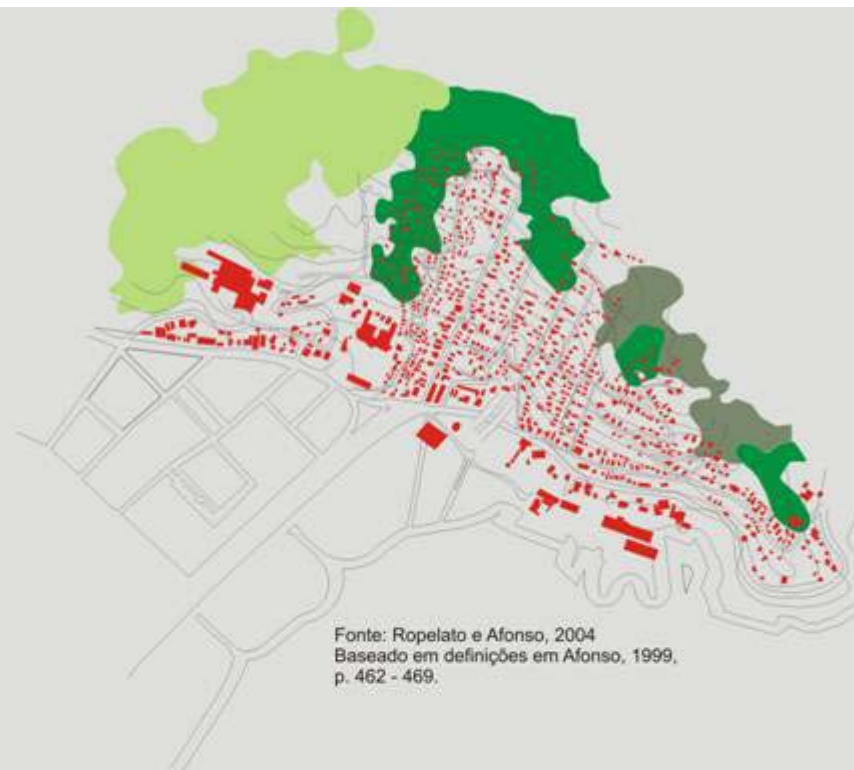 Fonte: Ropelato e Afonso, 2004
Baseado em definições em Afonso, 1999,
p. 462 - 469.